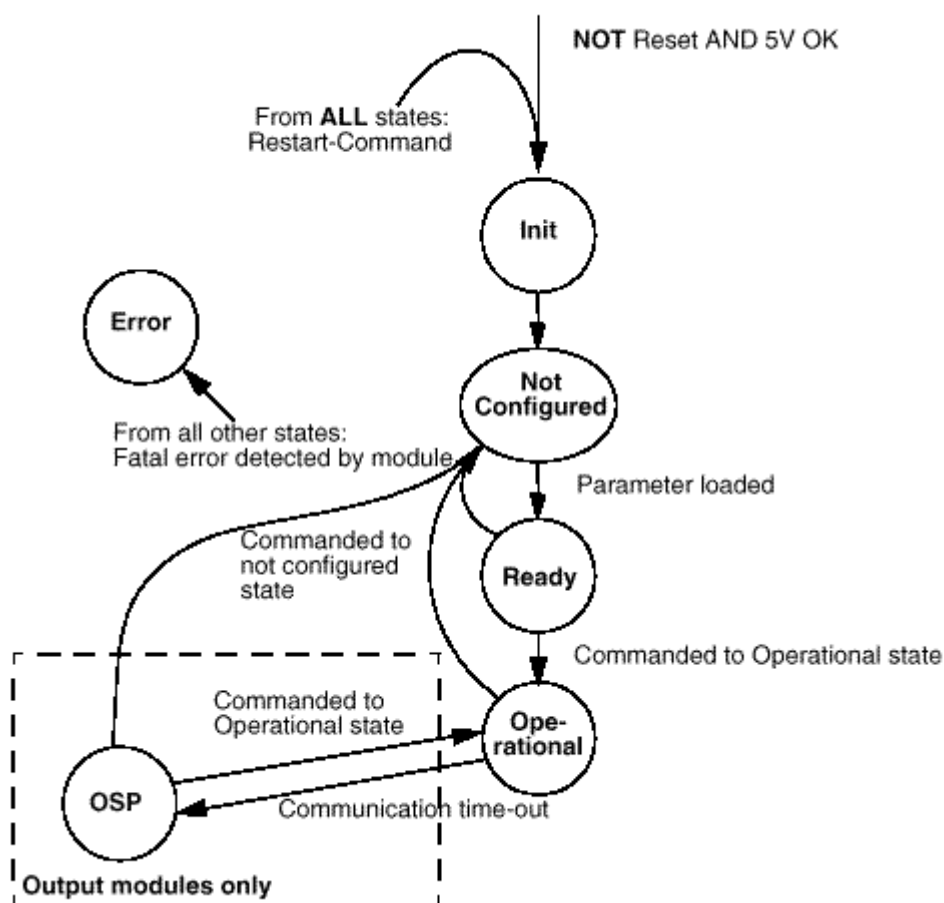 NOT Reset AND 5V OK
From ALL states:
Restart-Command
Init
Error
Not
Configured
From all other states:
Fatal error detected by module
Parameter loaded
Commanded to
not configured
state
Ready
Commanded to Operational state
Commanded to
Operational state
Ope-
rational
OSP
Communication time-out
Output modules only